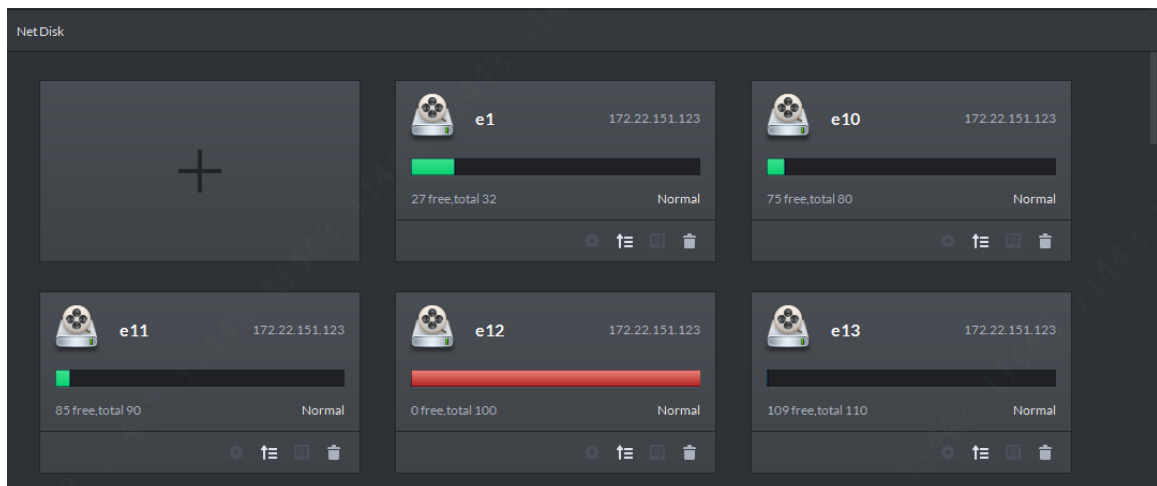 Net Disk
e1 172.22.151.123
27 free,total 32 Normal
e10 172.22.151.123
75 free,total 80 Normal
e11 172.22.151.123
85 free,total 90 Normal
e12 172.22.151.123
0 free,total 100 Normal
e13 172.22.151.123
109 free,total 110 Normal